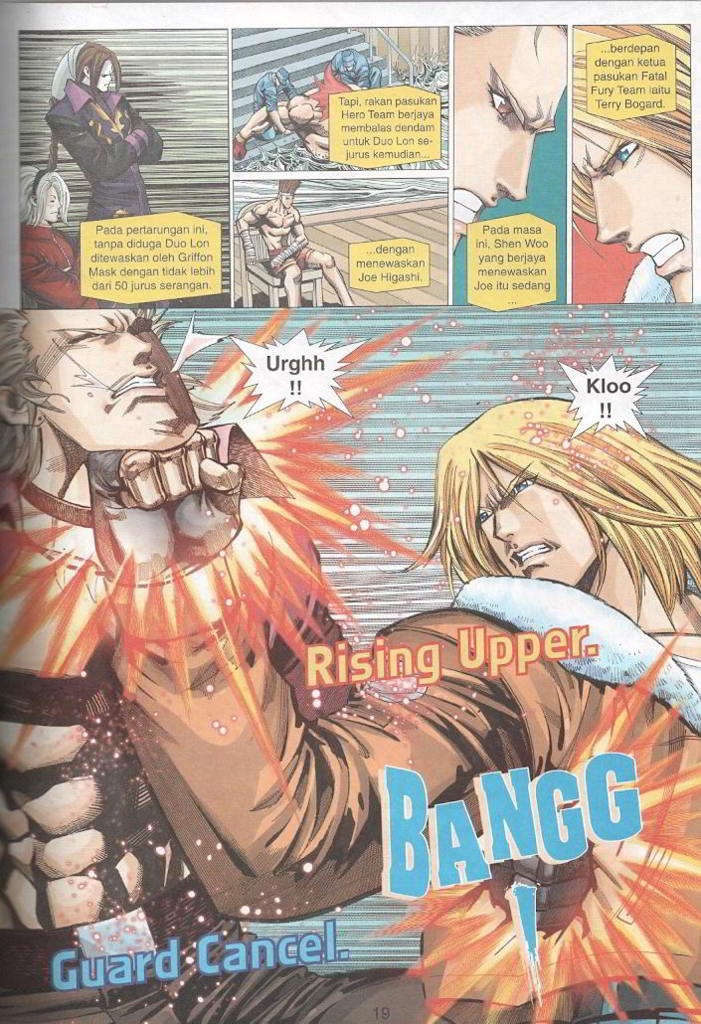 Pada pertarungan ini,
tanpa diduga Duo Lon
ditewaskan oleh Griffon
Mask dengan tidak lebih
dari 50 jurus serangan.
Tapi, rakan pasukan
Hero Team berjaya
membalas dendam
untuk Duo Lon se-
jurus kemudian...
...dengan
menewaskan
Joe Higashi.
Pada masa
ini, Shen Woo
yang berjaya
menewaskan
Joe itu sedang
...
...berdepan
dengan ketua
pasukan Fatal
Fury Team iaitu
Terry Bogard.
Urghh
!!
Kloo
!!
Rising Upper.
BANGG
!
Guard Cancel.
19